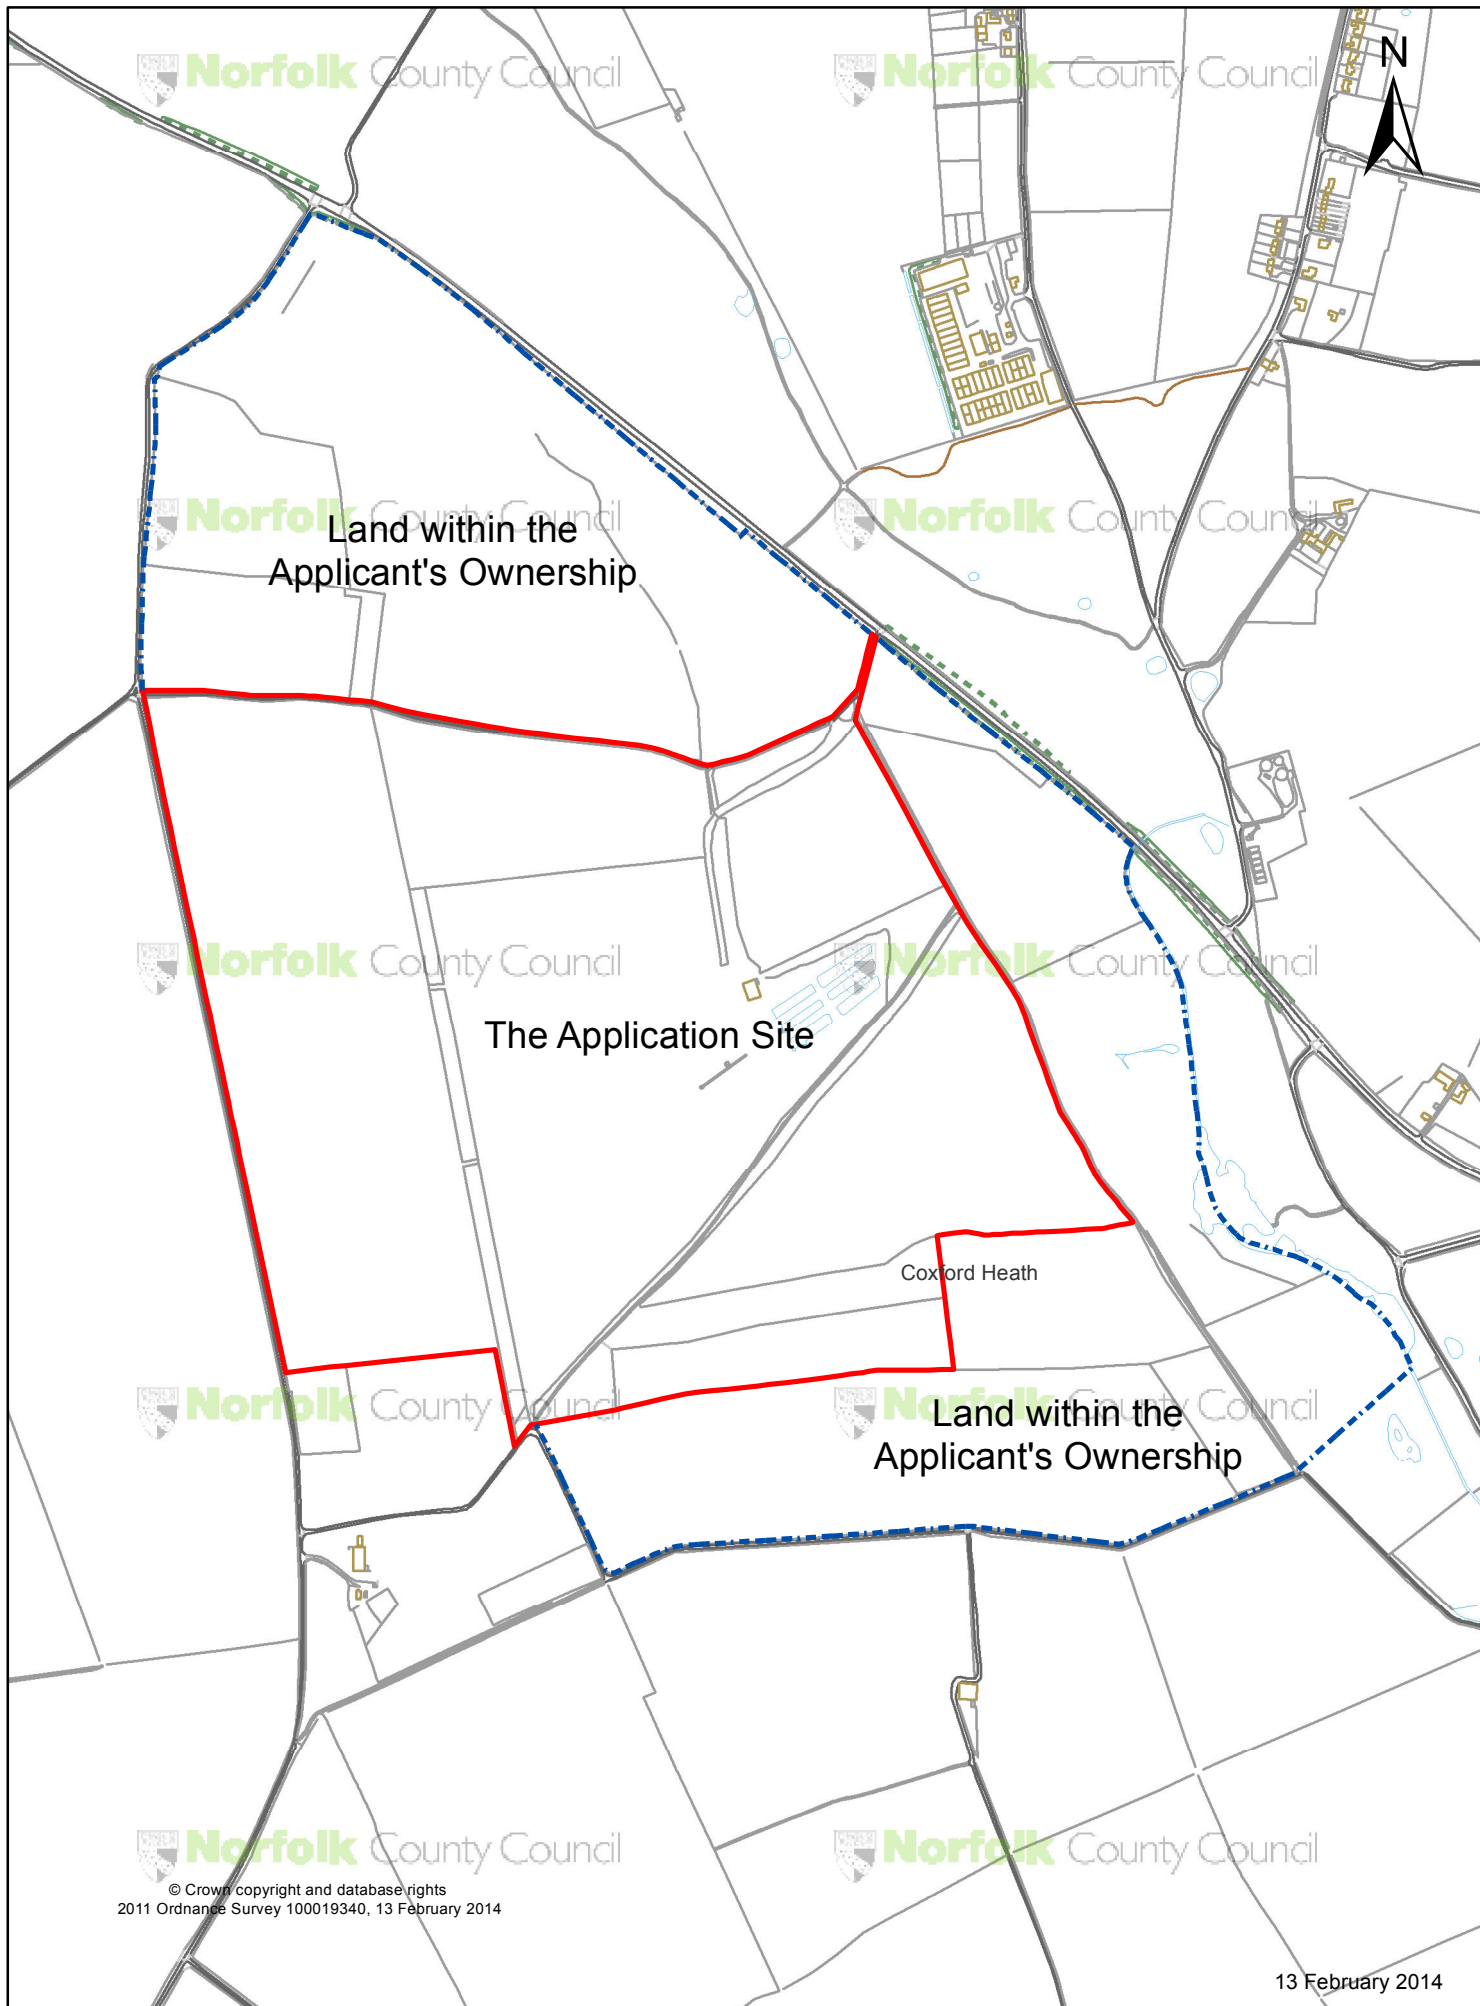 Norfolk County Council
Norfolk County Council
N
Norfolk County Council
Norfolk County Council
Land within the
Applicant's Ownership
Norfolk County Council
Norfolk County Council
The Application Site
Coxford Heath
Norfolk County Council
Norfolk County Council
Land within the
Applicant's Ownership
Norfolk County Council
Norfolk County Council
© Crown copyright and database rights
2011 Ordnance Survey 100019340, 13 February 2014
13 February 2014